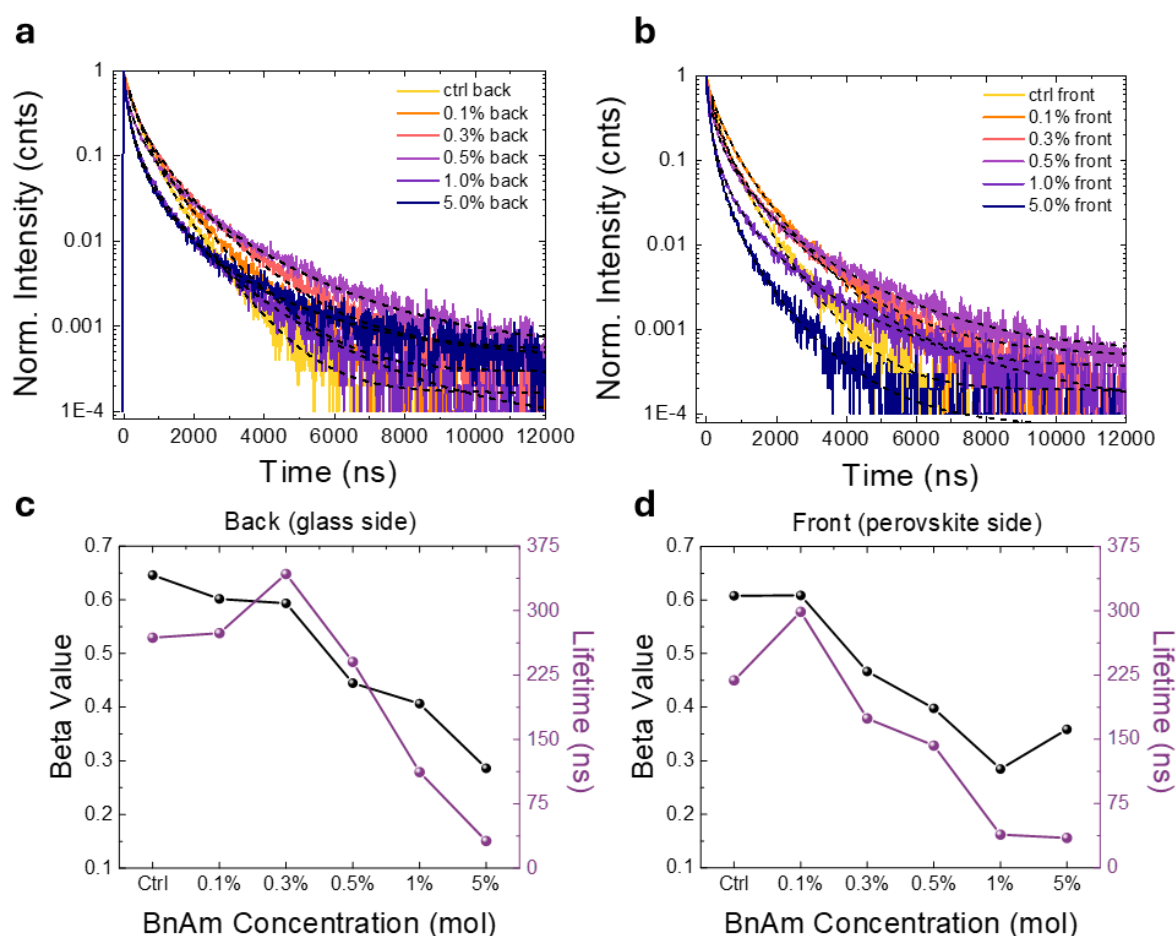 a
Norm. Intensity (cnts)
1
0.1
0.01
0.001
1E-4
ctrl back
0.1% back
0.3% back
0.5% back
1.0% back
5.0% back
0 2000 4000 6000 8000 10000 12000
Time (ns)
b
Norm. Intensity (cnts)
1
0.1
0.01
0.001
1E-4
ctrl front
0.1% front
0.3% front
0.5% front
1.0% front
5.0% front
0 2000 4000 6000 8000 10000 12000
Time (ns)
c
Back (glass side)
Beta Value
0.7
0.6
0.5
0.4
0.3
0.2
0.1
375
300
225
150
75
0
Lifetime (ns)
Ctrl 0.1% 0.3% 0.5% 1% 5%
BnAm Concentration (mol)
d
Front (perovskite side)
Beta Value
0.7
0.6
0.5
0.4
0.3
0.2
0.1
375
300
225
150
75
0
Lifetime (ns)
Ctrl 0.1% 0.3% 0.5% 1% 5%
BnAm Concentration (mol)